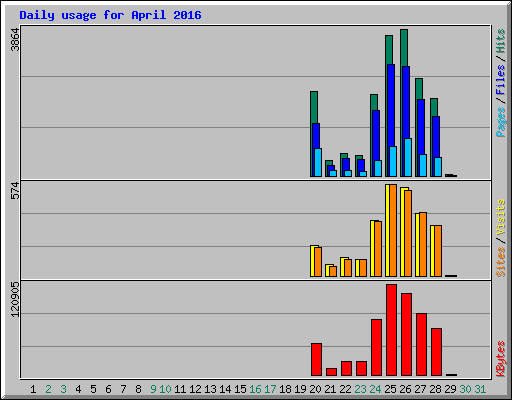 Daily usage for April 2016
3864
574
120905
Pages / Files / Hits
Sites / Visits
KBytes
1 2 3 4 5 6 7 8 9 10 11 12 13 14 15 16 17 18 19 20 21 22 23 24 25 26 27 28 29 30 31